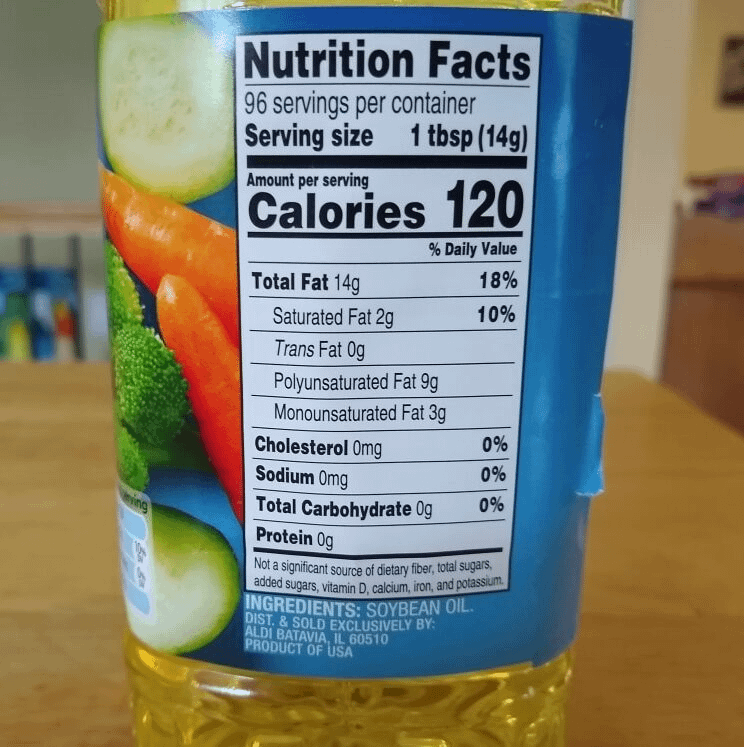 Nutrition Facts
96 servings per container
Serving size 1 tbsp (14g)
Amount per serving
Calories 120
% Daily Value
Total Fat 14g 18%
Saturated Fat 2g 10%
Trans Fat 0g
Polyunsaturated Fat 9g
Monounsaturated Fat 3g
Cholesterol 0mg 0%
Sodium 0mg 0%
Total Carbohydrate 0g 0%
Protein 0g
Not a significant source of dietary fiber, total sugars,
added sugars, vitamin D, calcium, iron, and potassium.
INGREDIENTS: SOYBEAN OIL.
DIST. & SOLD EXCLUSIVELY BY:
ALDI BATAVIA, IL 60510
PRODUCT OF USA
10%
DV
0%
DV